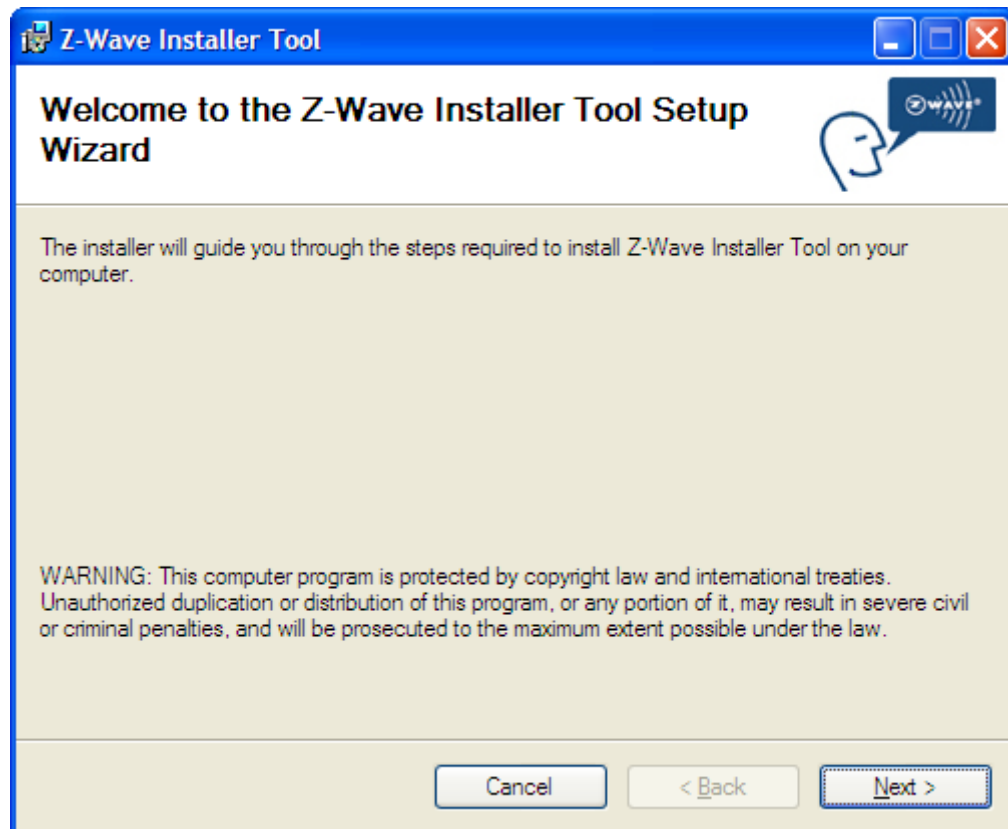 Z-Wave Installer Tool
Welcome to the Z-Wave Installer Tool Setup
Wizard
Z WAVE®
The installer will guide you through the steps required to install Z-Wave Installer Tool on your
computer.
WARNING: This computer program is protected by copyright law and international treaties.
Unauthorized duplication or distribution of this program, or any portion of it, may result in severe civil
or criminal penalties, and will be prosecuted to the maximum extent possible under the law.
Cancel
< Back
Next >